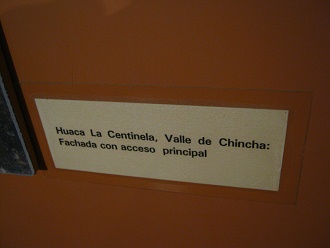 Huaca La Centinela, Valle de Chincha:
Fachada con acceso principal